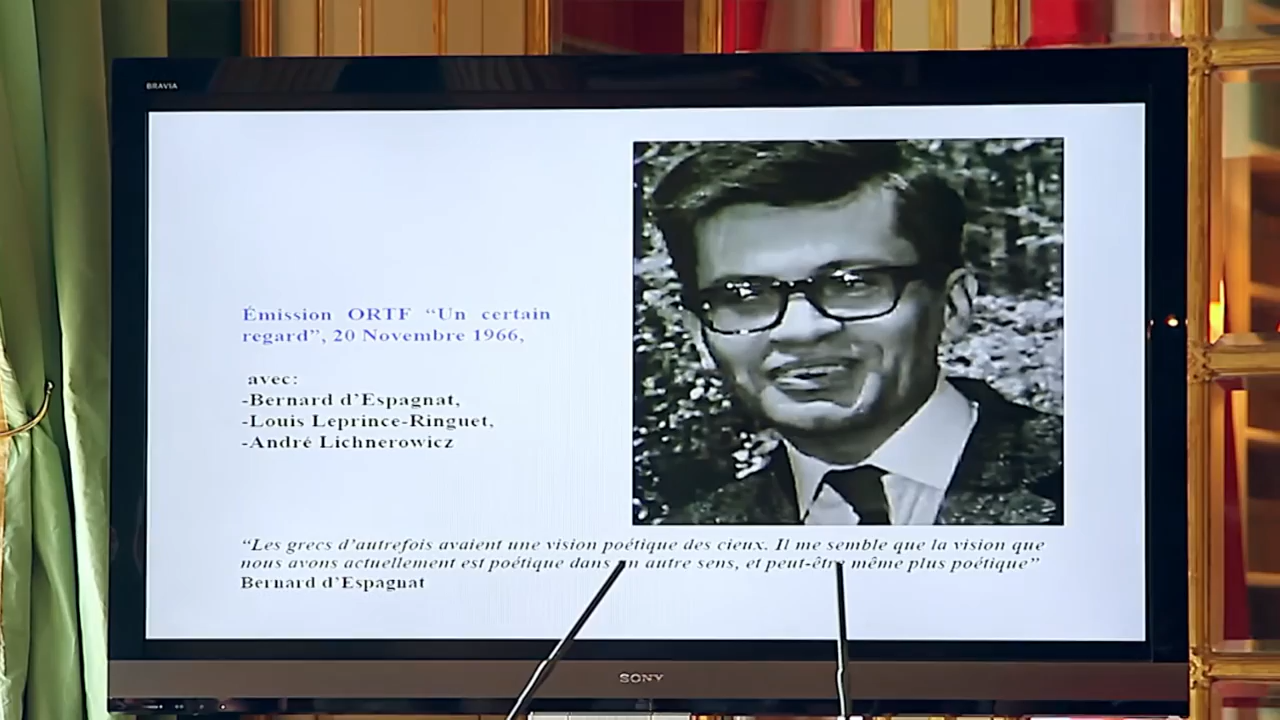 BRAVIA
Émission ORTF “Un certain
regard”, 20 Novembre 1966,
avec:
-Bernard d’Espagnat,
-Louis Leprince-Ringuet,
-André Lichnerowicz
“Les grecs d’autrefois avaient une vision poétique des cieux. Il me semble que la vision que
nous avons actuellement est poétique dans un autre sens, et peut-être même plus poétique”
Bernard d’Espagnat
SONY